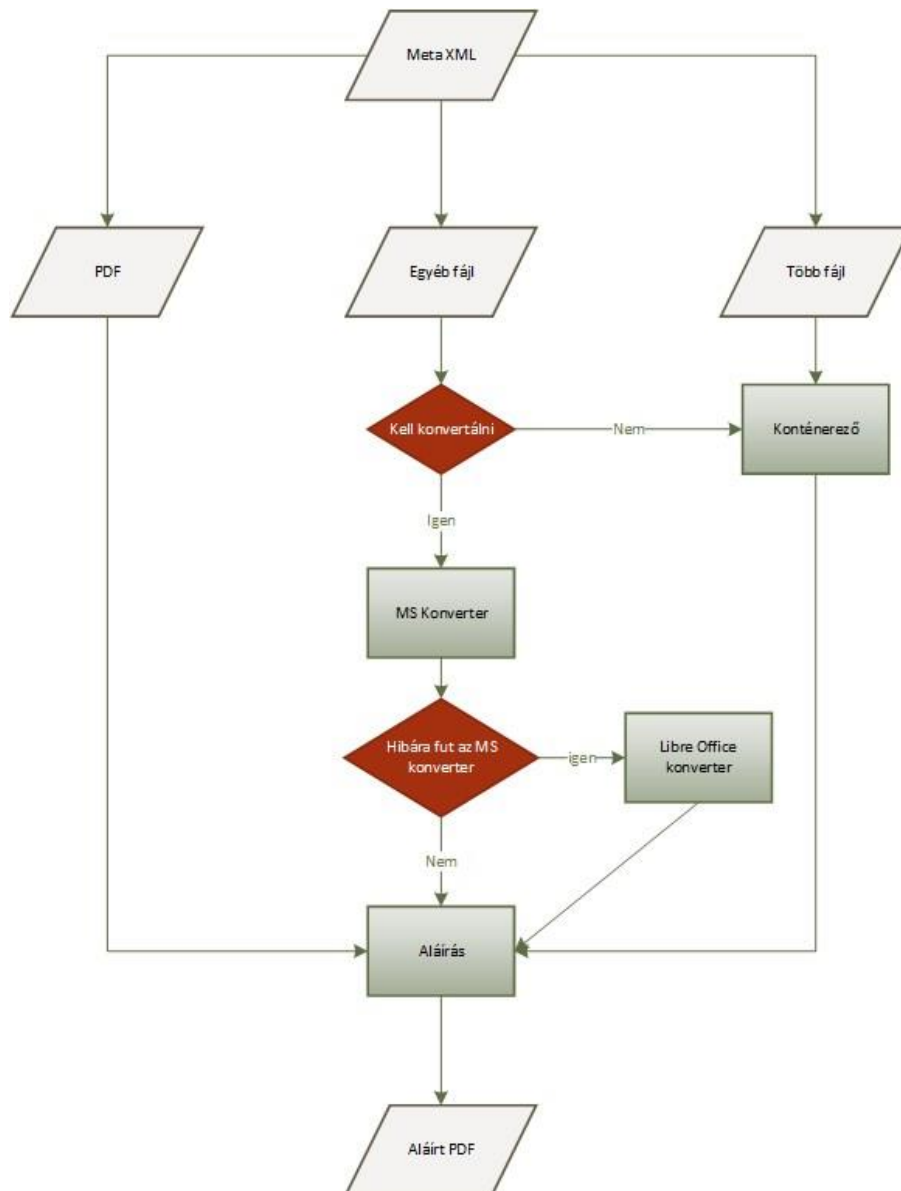 Meta XML
PDF
Egyéb fájl
Több fájl
Kell konvertálni
Nem
Konténerező
Igen
MS Konverter
Hibára fut az MS
konverter
igen
Libre Office
konverter
Nem
Aláírás
Aláírt PDF